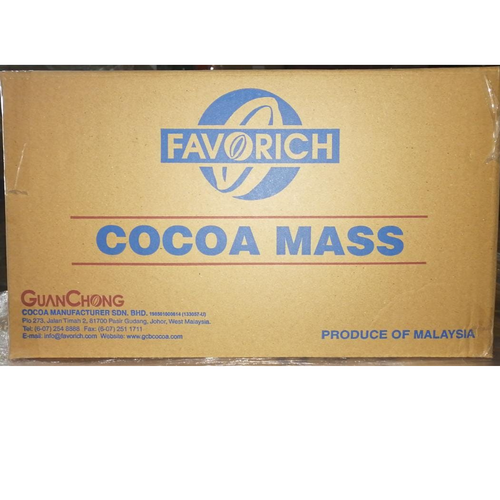 FAVORICH
COCOA MASS
GUANCHONG
COCOA MANUFACTURER SDN. BHD.
Plo 273, Jalan Timah 2, 81700 Pasir Gudang, Johor, West Malaysia.
Tel: (6-07) 254 8888 Fax: (6-07) 251 1711
E-mail: info@favorich.com Website: www.gcbcocoa.com
PRODUCE OF MALAYSIA